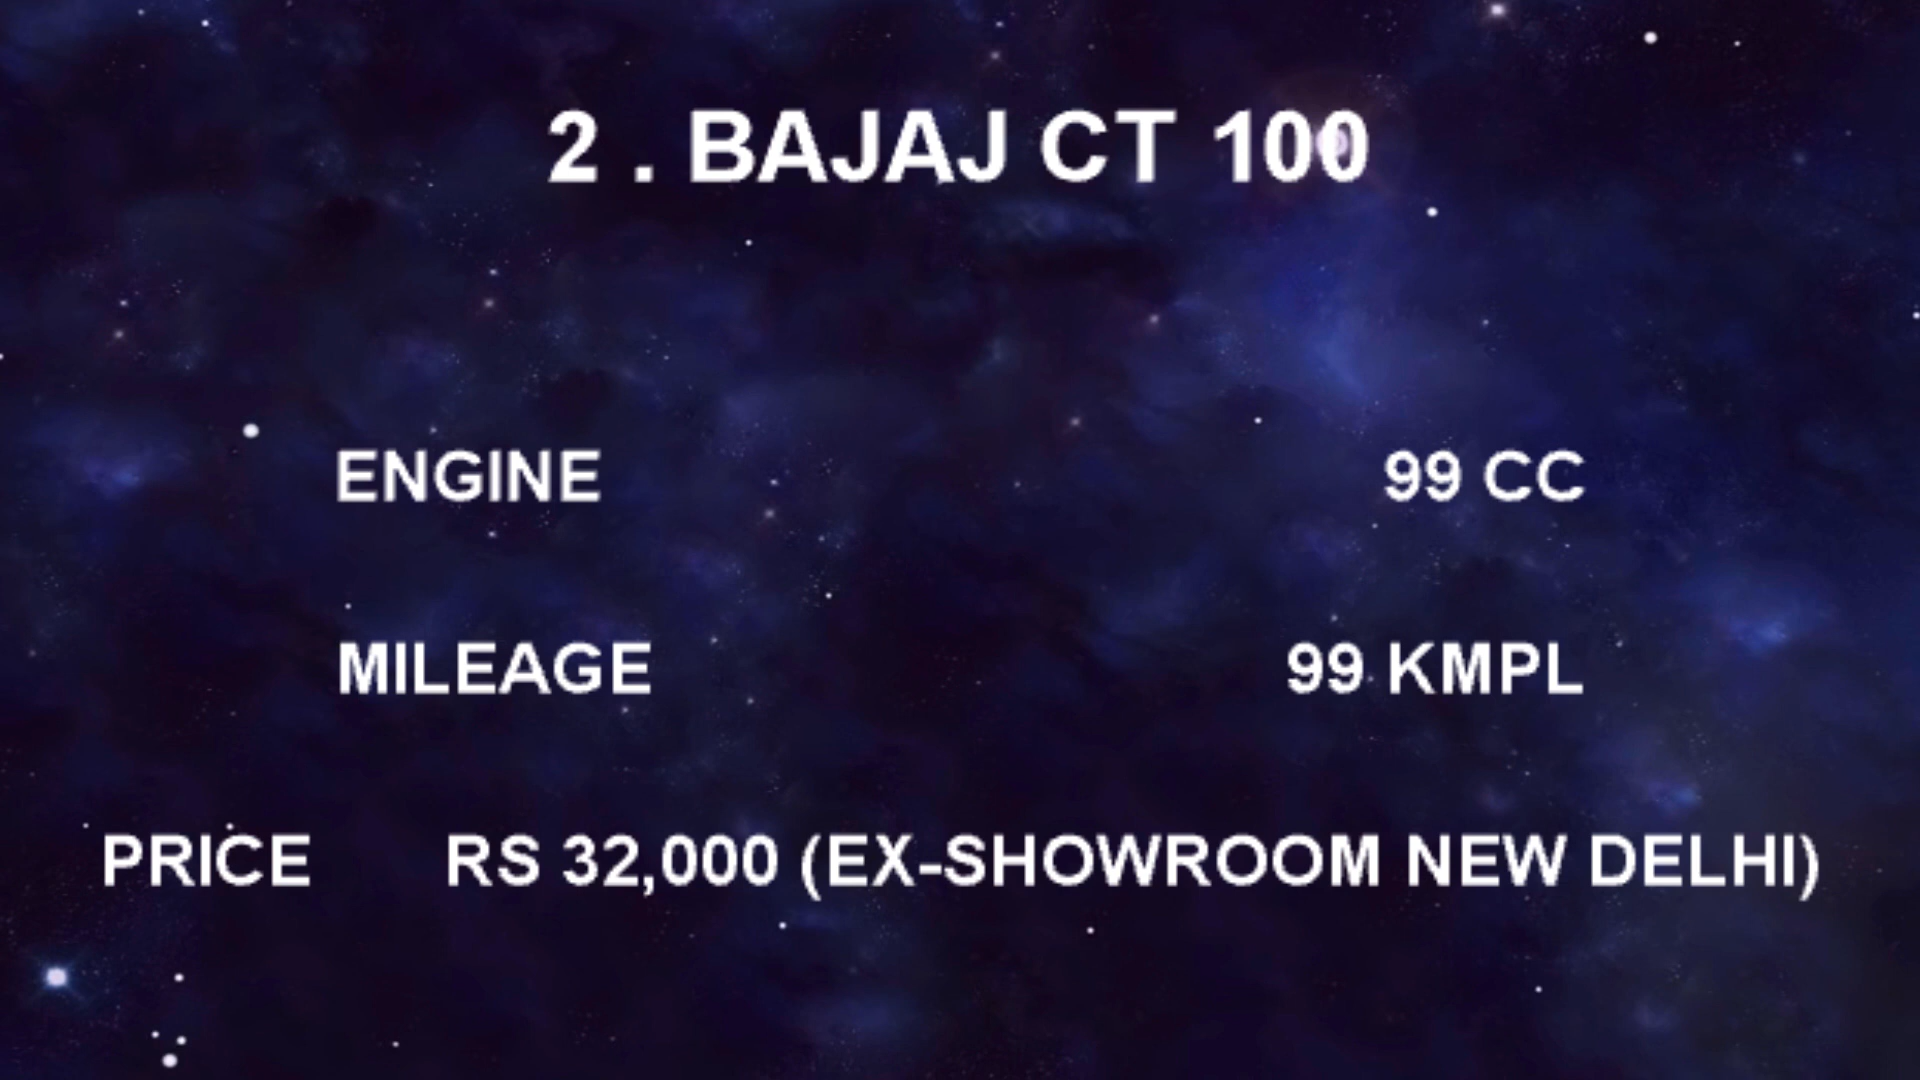 2 . BAJAJ CT 100
ENGINE 99 CC
MILEAGE 99 KMPL
PRICE RS 32,000 (EX-SHOWROOM NEW DELHI)